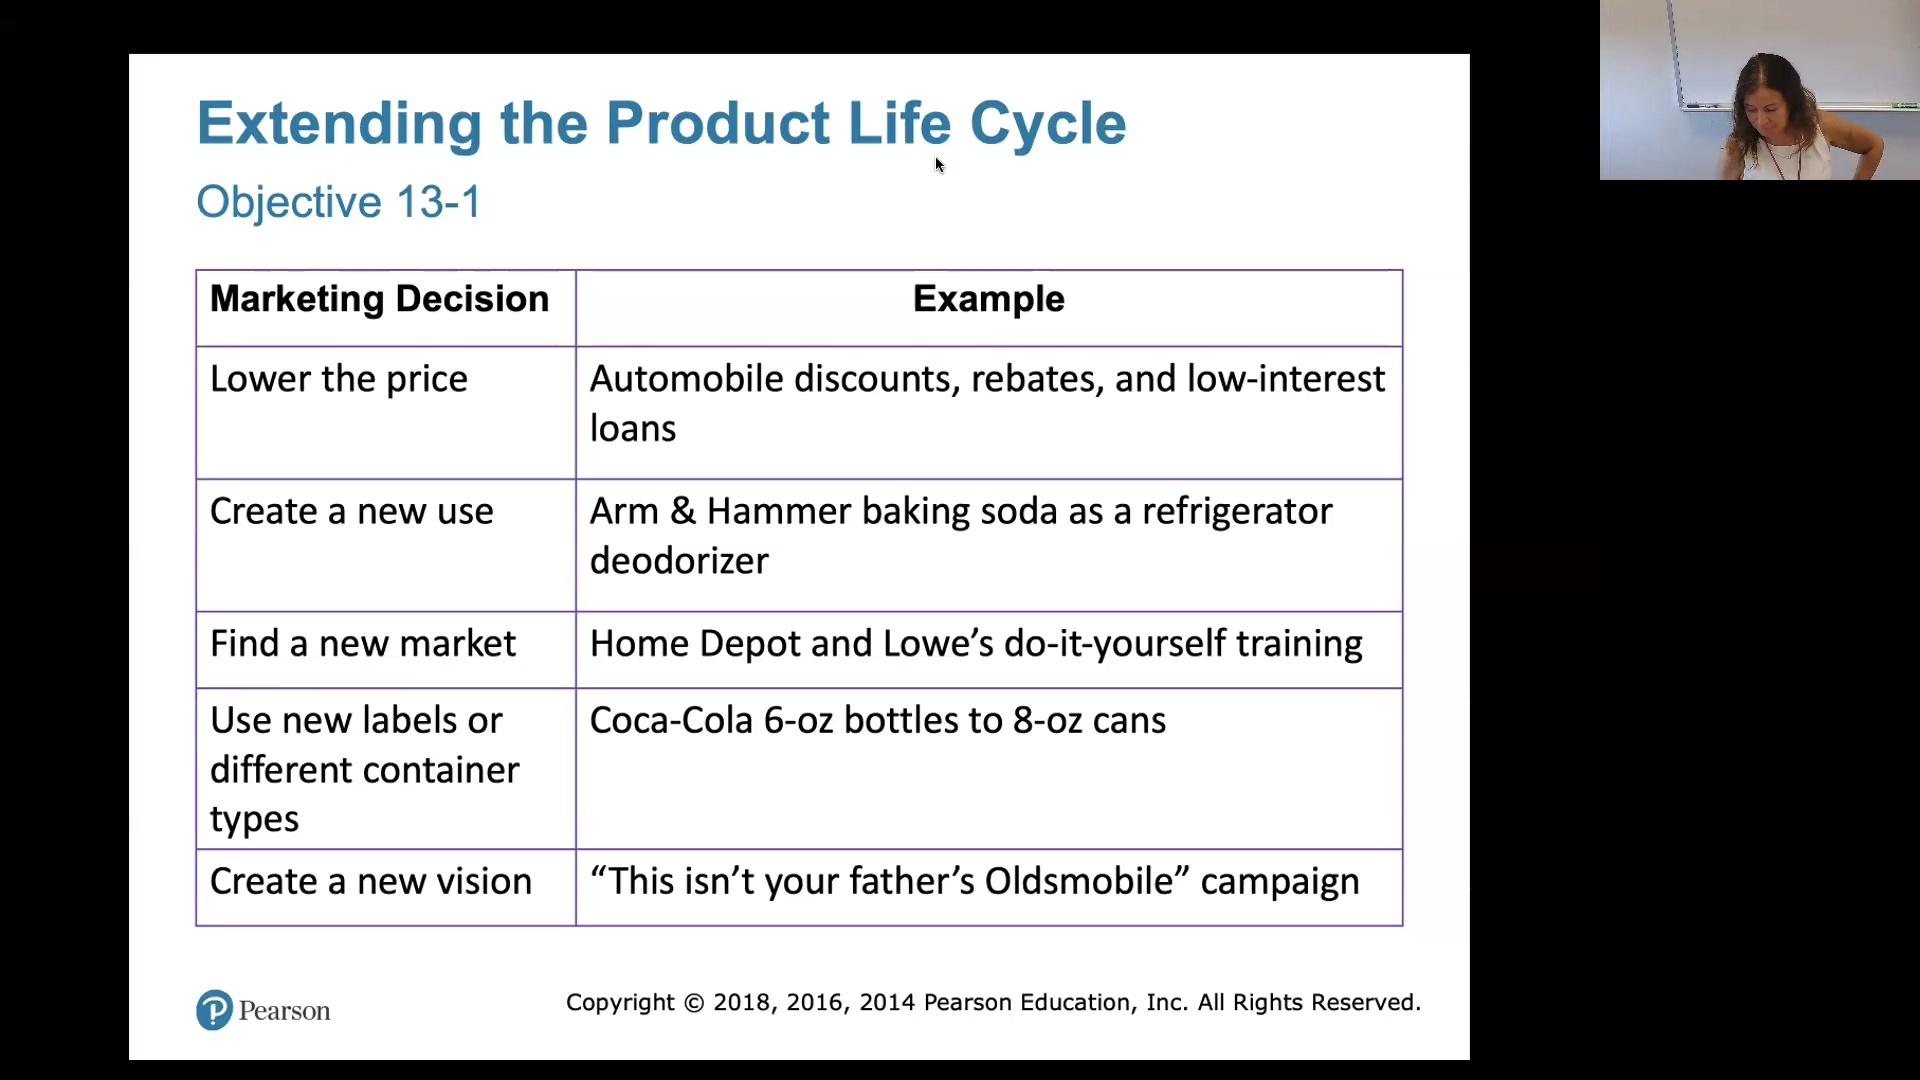 Extending the Product Life Cycle
Objective 13-1
Marketing Decision
Example
Lower the price
Automobile discounts, rebates, and low-interest
loans
Create a new use
Arm & Hammer baking soda as a refrigerator
deodorizer
Find a new market
Home Depot and Lowe’s do-it-yourself training
Use new labels or
different container
types
Coca-Cola 6-oz bottles to 8-oz cans
Create a new vision
“This isn’t your father’s Oldsmobile” campaign
Pearson
Copyright © 2018, 2016, 2014 Pearson Education, Inc. All Rights Reserved.